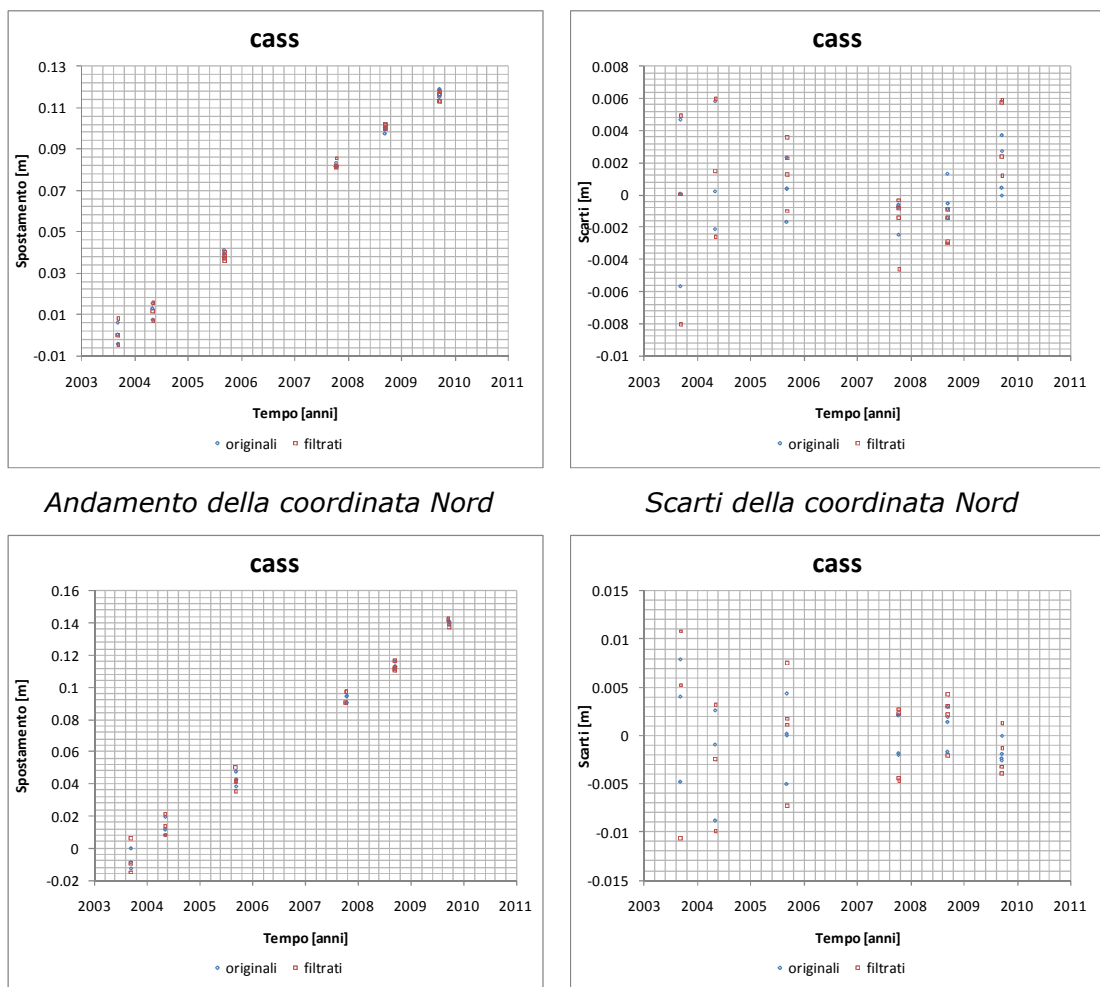 cass
0.13
0.11
0.09
0.07
0.05
0.03
0.01
-0.01
Spostamento [m]
2003 2004 2005 2006 2007 2008 2009 2010 2011
Tempo [anni]
originali filtrati
cass
0.008
0.006
0.004
0.002
0
-0.002
-0.004
-0.006
-0.008
-0.01
Scarti [m]
2003 2004 2005 2006 2007 2008 2009 2010 2011
Tempo [anni]
originali filtrati
Andamento della coordinata Nord
Scarti della coordinata Nord
cass
0.16
0.14
0.12
0.1
0.08
0.06
0.04
0.02
0
-0.02
Spostamento [m]
2003 2004 2005 2006 2007 2008 2009 2010 2011
Tempo [anni]
originali filtrati
cass
0.015
0.01
0.005
0
-0.005
-0.01
-0.015
Scarti [m]
2003 2004 2005 2006 2007 2008 2009 2010 2011
Tempo [anni]
originali filtrati